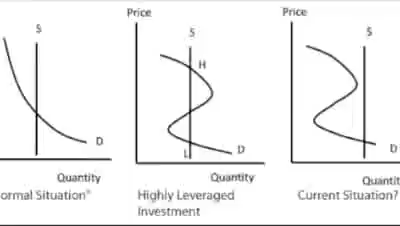 Price
Price
S
S
S
H
D
L
D
D
Quantity
Quantity
Quantit
ormal Situation"
Highly Leveraged
Investment
Current Situation?